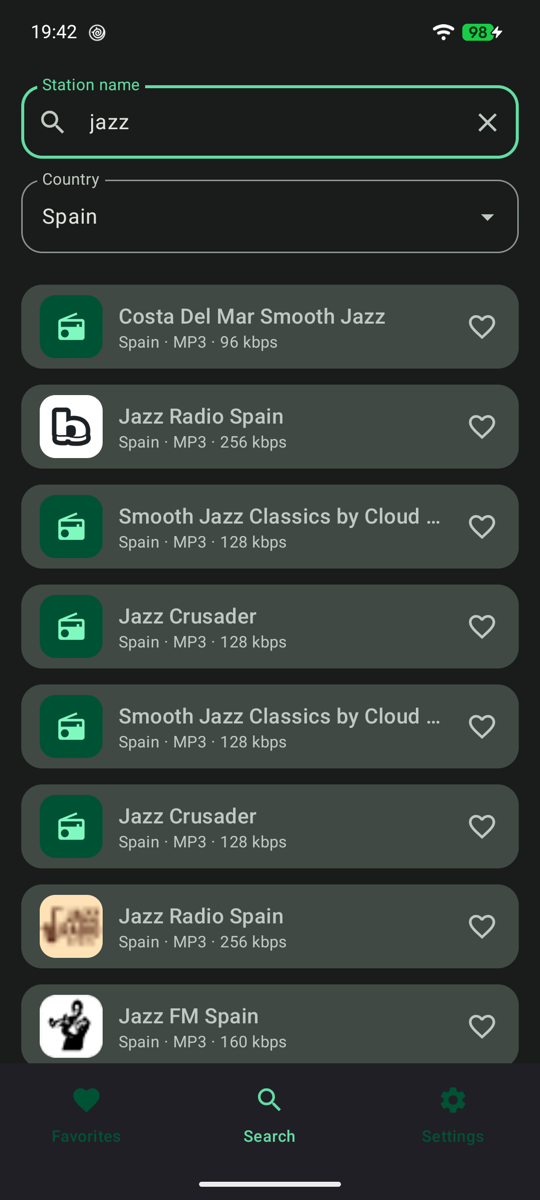 19:42
98
Station name
jazz
Country
Spain
Costa Del Mar Smooth Jazz
Spain · MP3 · 96 kbps
Jazz Radio Spain
Spain · MP3 · 256 kbps
Smooth Jazz Classics by Cloud ...
Spain · MP3 · 128 kbps
Jazz Crusader
Spain · MP3 · 128 kbps
Smooth Jazz Classics by Cloud ...
Spain · MP3 · 128 kbps
Jazz Crusader
Spain · MP3 · 128 kbps
Jazz Radio Spain
Spain · MP3 · 256 kbps
Jazz FM Spain
Spain · MP3 · 160 kbps
Favorites
Search
Settings